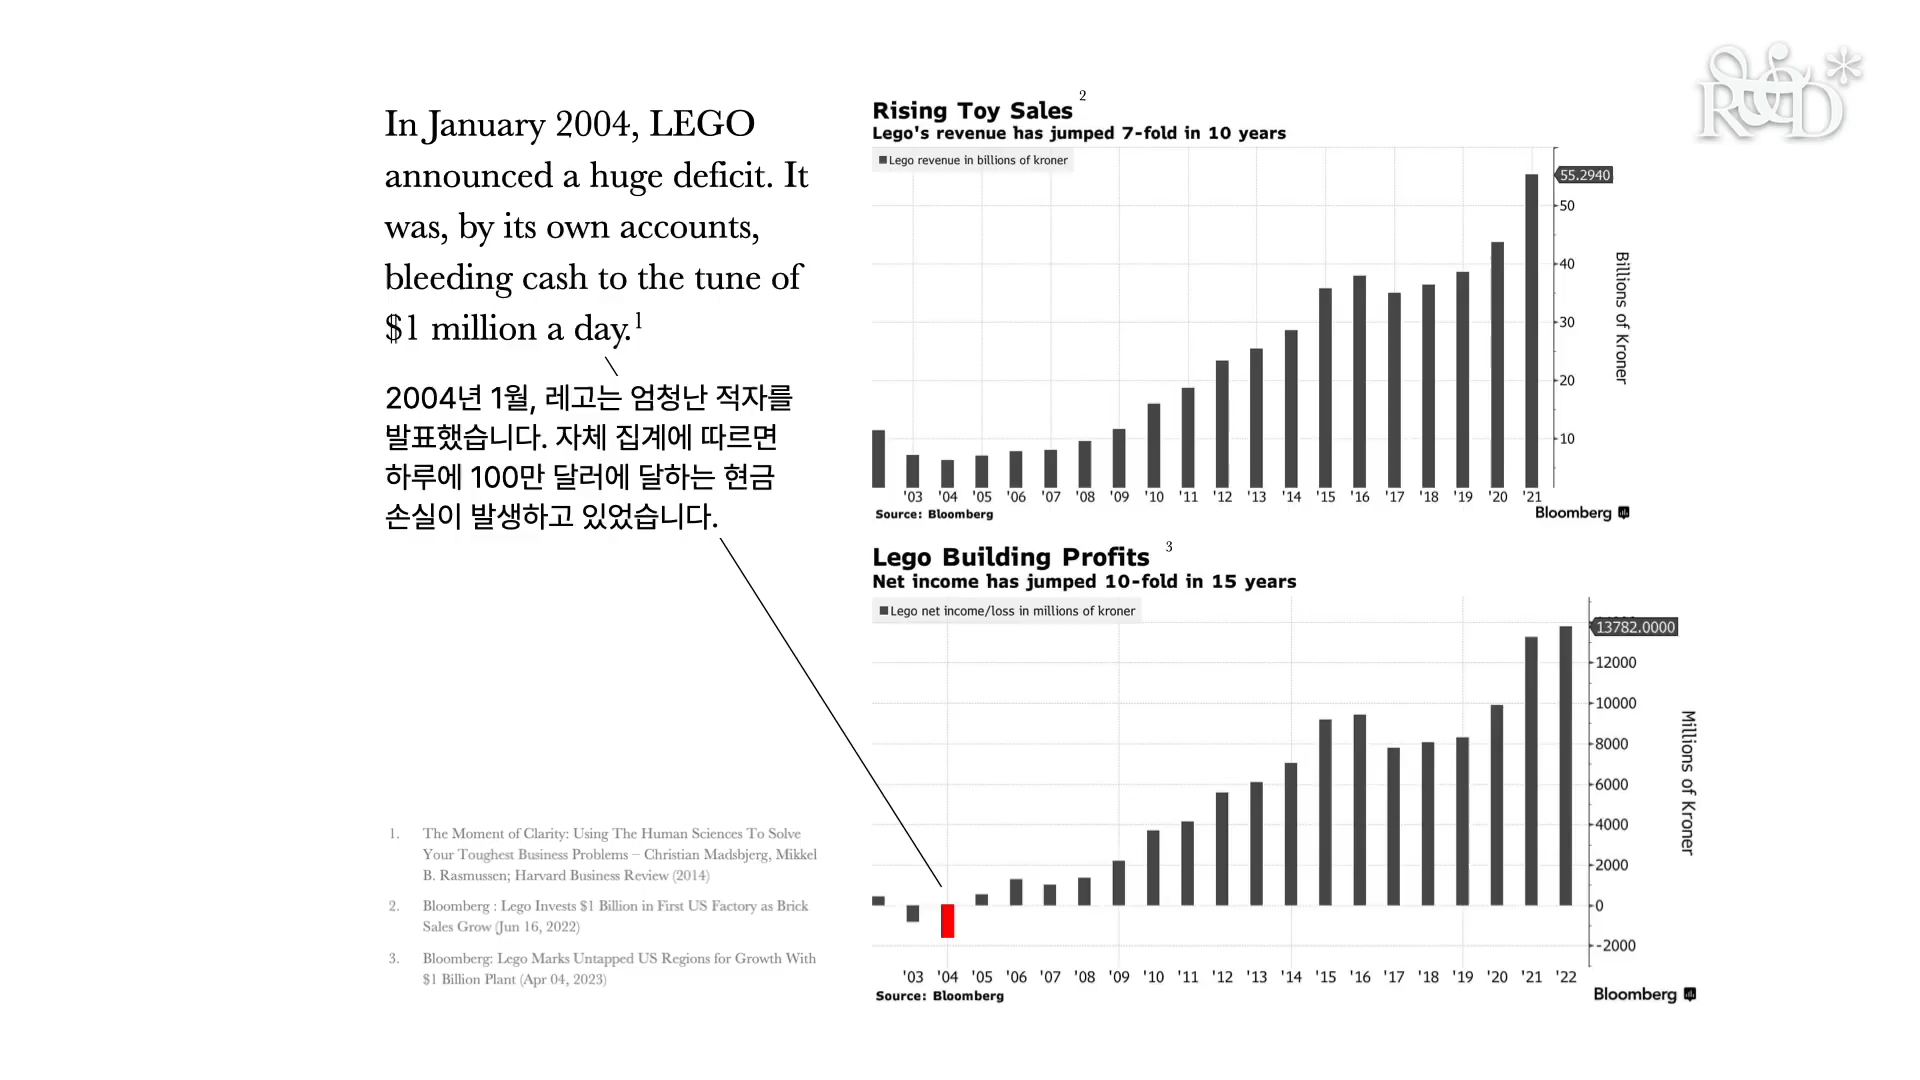 In January 2004, LEGO
announced a huge deficit. It
was, by its own accounts,
bleeding cash to the tune of
$1 million a day.1
2004년 1월, 레고는 엄청난 적자를
발표했습니다. 자체 집계에 따르면
하루에 100만 달러에 달하는 현금
손실이 발생하고 있었습니다.
1. The Moment of Clarity: Using The Human Sciences To Solve
Your Toughest Business Problems – Christian Madsbjerg, Mikkel
B. Rasmussen; Harvard Business Review (2014)
2. Bloomberg : Lego Invests $1 Billion in First US Factory as Brick
Sales Grow (Jun 16, 2022)
3. Bloomberg: Lego Marks Untapped US Regions for Growth With
$1 Billion Plant (Apr 04, 2023)
Rising Toy Sales 2
Lego's revenue has jumped 7-fold in 10 years
Lego revenue in billions of kroner
55.2940
50
40
30
20
10
Billions of Kroner
'03 '04 '05 '06 '07 '08 '09 '10 '11 '12 '13 '14 '15 '16 '17 '18 '19 '20 '21
Source: Bloomberg
Bloomberg
Lego Building Profits 3
Net income has jumped 10-fold in 15 years
Lego net income/loss in millions of kroner
13782.0000
12000
10000
8000
6000
4000
2000
0
-2000
Millions of Kroner
'03 '04 '05 '06 '07 '08 '09 '10 '11 '12 '13 '14 '15 '16 '17 '18 '19 '20 '21 '22
Source: Bloomberg
Bloomberg
R&D*